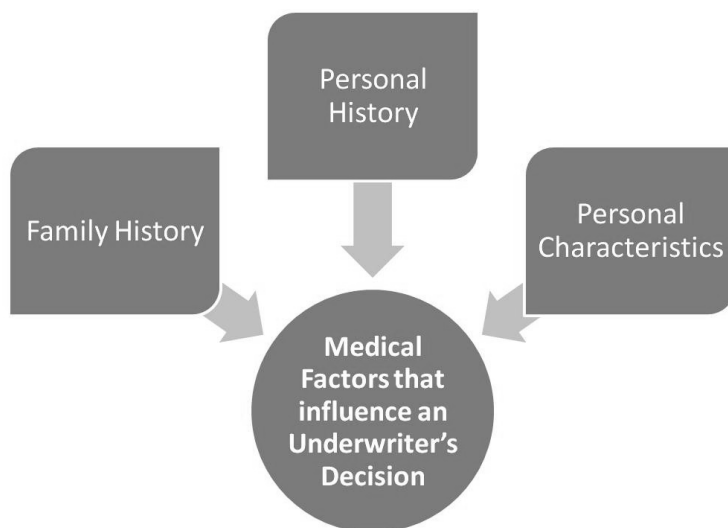 Personal
History
Family History
Personal
Characteristics
Medical
Factors that
influence an
Underwriter’s
Decision